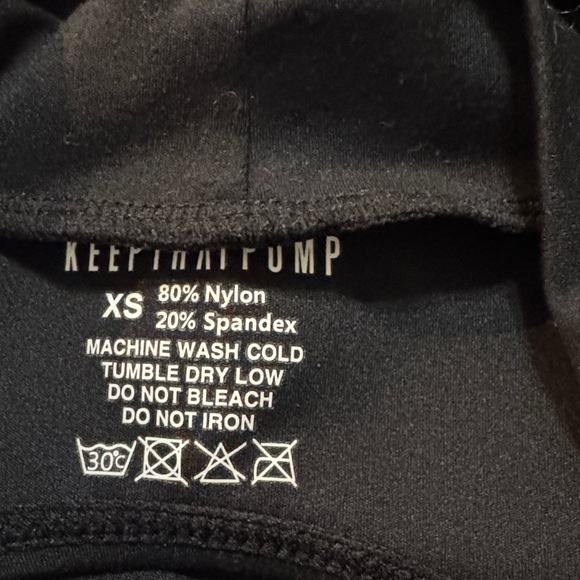 KEEPTHATPUMP
XS 80% Nylon
20% Spandex
MACHINE WASH COLD
TUMBLE DRY LOW
DO NOT BLEACH
DO NOT IRON
30°C